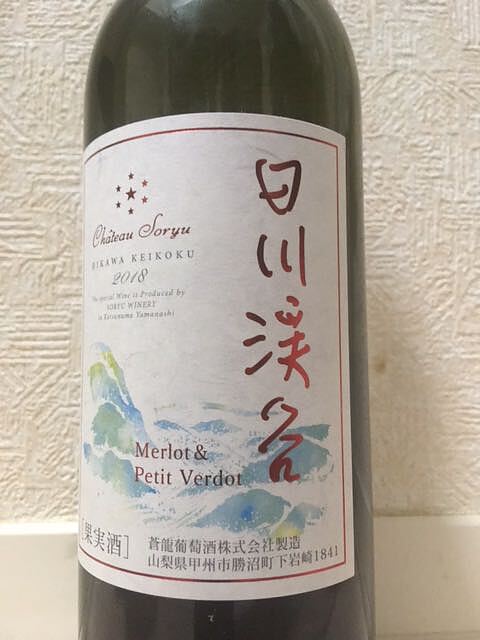 Château Soryu
HIKAWA KEIKOKU
2018
The special Wine is Produced by
SORYU WINERY
in Katsunuma Yamanashi
日川渓谷
Merlot &
Petit Verdot
[果実酒]
蒼龍葡萄酒株式会社製造
山梨県甲州市勝沼町下岩崎1841